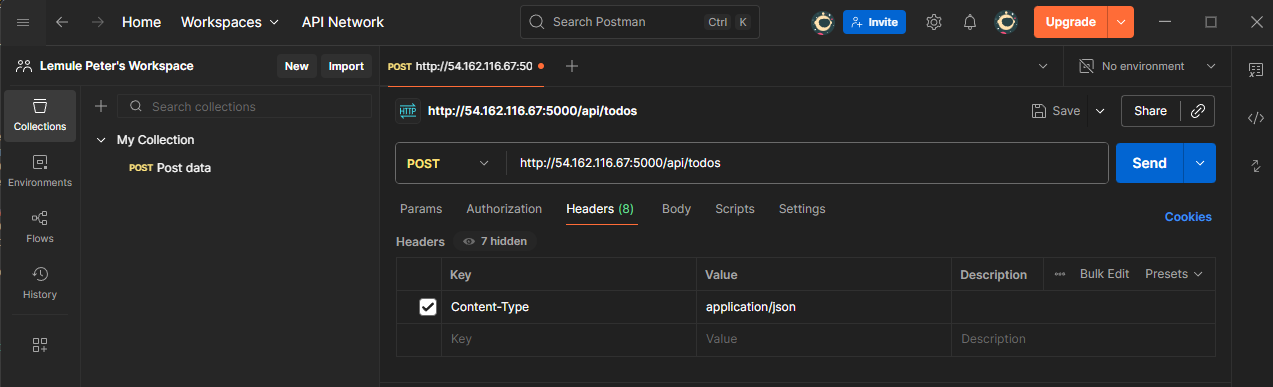 Home Workspaces API Network Search Postman Ctrl K Invite Upgrade
Lemule Peter's Workspace New Import POST http://54.162.116.67:50 No environment
Collections
Search collections
HTTP http://54.162.116.67:5000/api/todos Save Share
My Collection
POST Post data
POST http://54.162.116.67:5000/api/todos Send
Environments
Params Authorization Headers (8) Body Scripts Settings Cookies
Flows
Headers 7 hidden
Key Value Description Bulk Edit Presets
History
Content-Type application/json
Key Value Description